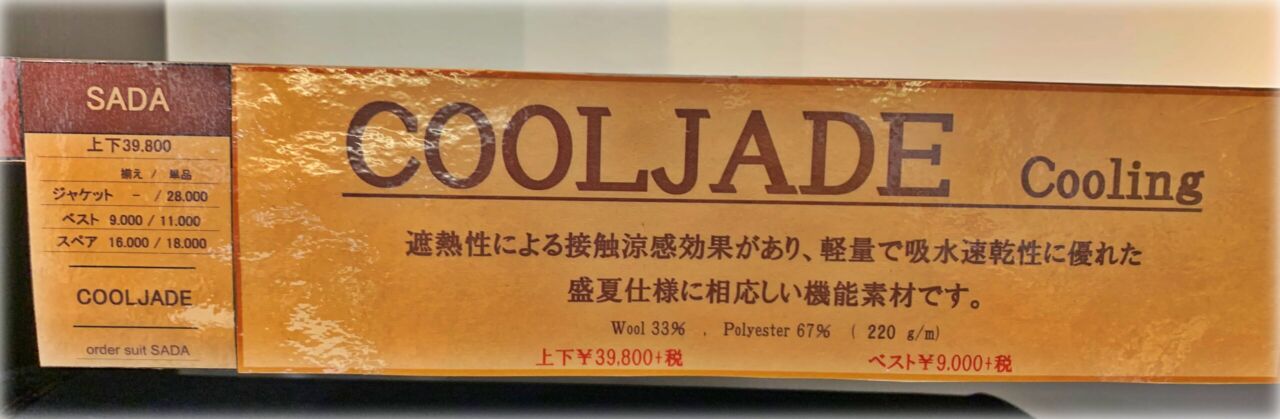 SADA
上下39.800
揃え / 単品
ジャケット - / 28.000
ベスト 9.000 / 11.000
スペア 16.000 / 18.000
COOLJADE
order suit SADA
COOLJADE Cooling
遮熱性による接触涼感効果があり、軽量で吸水速乾性に優れた
盛夏仕様に相応しい機能素材です。
Wool 33% , Polyester 67% ( 220 g/m)
上下¥39,800+税 ベスト¥9.000+税